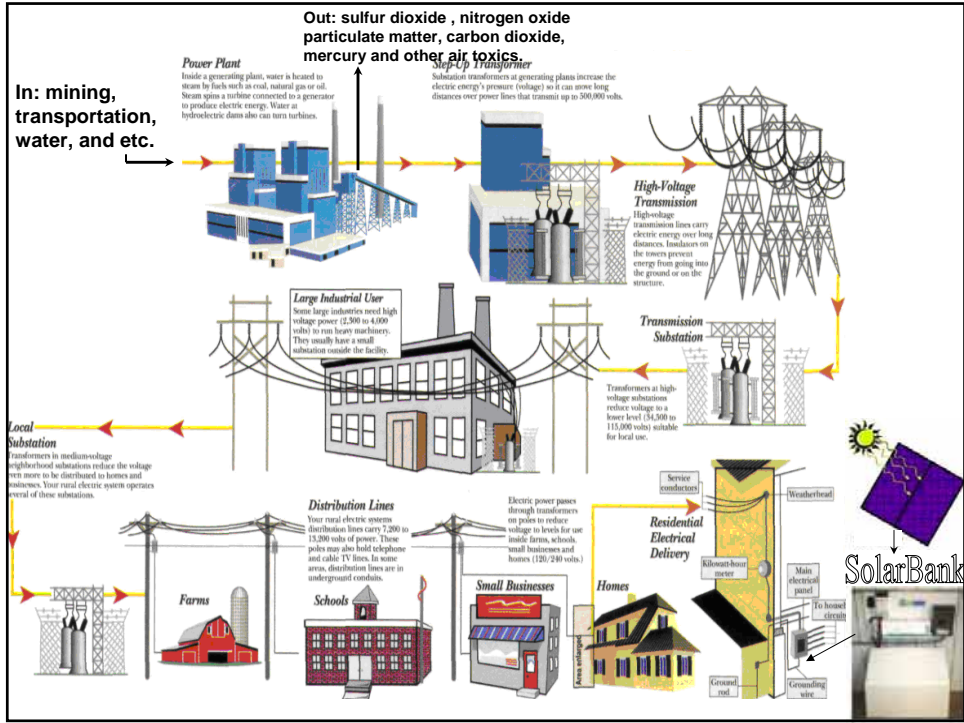 Out: sulfur dioxide , nitrogen oxide
particulate matter, carbon dioxide,
mercury and other air toxics.
In: mining,
transportation,
water, and etc.
Power Plant
Inside a generating plant, water is heated to
steam by fuels such as coal, natural gas or oil.
Steam spins a turbine connected to a generator
to produce electric energy. Water at
hydroelectric dams also can turn turbines.
Step-Up Transformer
Substation transformers at generating plants increase the
electric energy's pressure (voltage) so it can move long
distances over power lines that transmit up to 500,000 volts.
High-Voltage
Transmission
High-voltage
transmission lines carry
electric energy over long
distances. Insulators on
the towers prevent
energy from going into
the ground or on the
structure.
Large Industrial User
Some large industries need high
voltage power (2,300 to 4,000
volts) to run heavy machinery.
They usually have a small
substation outside the facility.
Transmission
Substation
Transformers at high-
voltage substations
reduce voltage to a
lower level (34,500 to
115,000 volts) suitable
for local use.
Local
Substation
Transformers in medium-voltage
neighborhood substations reduce the voltage
even more to be distributed to homes and
businesses. Your rural electric system operates
several of these substations.
Distribution Lines
Your rural electric systems
distribution lines carry 7,200 to
13,200 volts of power. These
poles may also hold telephone
and cable TV lines. In some
areas, distribution lines are in
underground conduits.
Electric power passes
through transformers
on poles to reduce
voltage to levels for use
inside farms, schools,
small businesses and
homes (120/240 volts.)
Farms
Schools
Small Businesses
Homes
Area enlarged
Residential
Electrical
Delivery
Service
conductors
Weatherhead
Kilowatt-hour
meter
Main
electrical
panel
To househ
circuit
Ground
rod
Grounding
wire
SolarBank